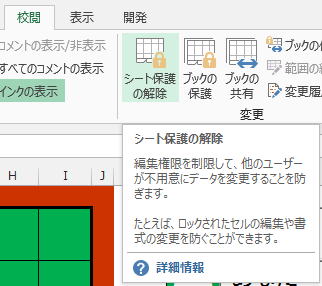 校閲 表示 開発
コメントの表示/非表示
すべてのコメントの表示
インクの表示
シート保護
の解除
ブックの
保護
ブックの
共有
ブックの
範囲の
変更履
変更
シート保護の解除
編集権限を制限して、他のユーザー
が不用意にデータを変更することを防
ぎます。
たとえば、ロックされたセルの編集や書
式の変更を防ぐことができます。
詳細情報
H I J